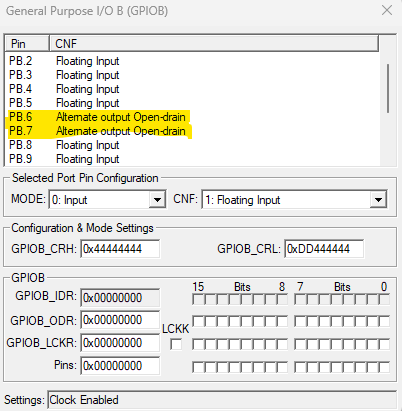 General Purpose I/O B (GPIOB)
Pin CNF
PB.2 Floating Input
PB.3 Floating Input
PB.4 Floating Input
PB.5 Floating Input
PB.6 Alternate output Open-drain
PB.7 Alternate output Open-drain
PB.8 Floating Input
PB.9 Floating Input
Selected Port Pin Configuration
MODE: 0: Input CNF: 1: Floating Input
Configuration & Mode Settings
GPIOB_CRH: 0x44444444 GPIOB_CRL: 0xDD444444
GPIOB
15 Bits 8 7 Bits 0
GPIOB_IDR: 0x00000000
GPIOB_ODR: 0x00000000
LCKK
GPIOB_LCKR: 0x00000000
Pins: 0x00000000
Settings: Clock Enabled